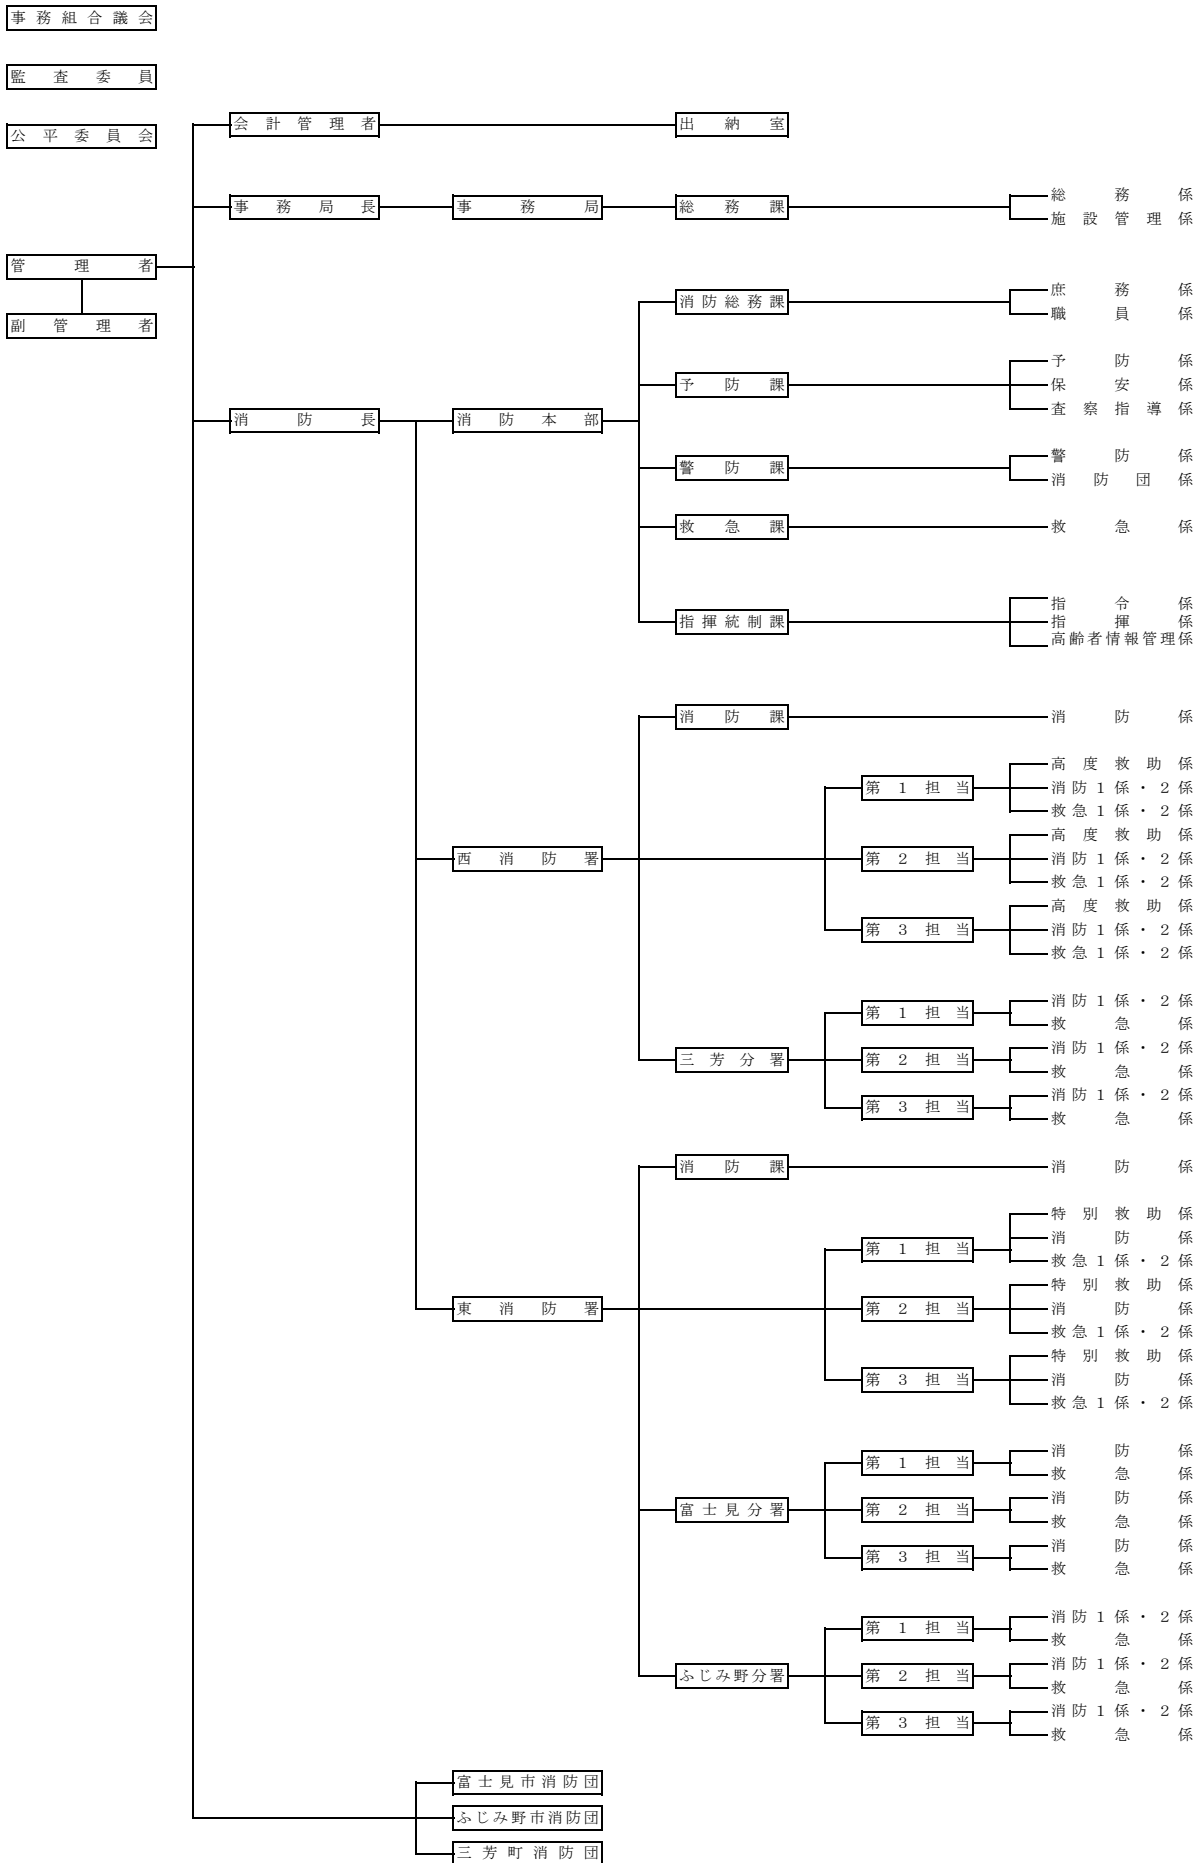 事務組合議会
監査委員
公平委員会
会計管理者 出納室
事務局長 事務局 総務課
総務係
施設管理係
管理者
副管理者
消防総務課
庶務係
職員係
予防課
予防係
保安係
査察指導係
消防長 消防本部
警防課
警防係
消防団係
救急課 救急係
指揮統制課
指令係
指揮係
高齢者情報管理係
消防課 消防係
西消防署
第1担当
高度救助係
消防1係・2係
救急1係・2係
第2担当
高度救助係
消防1係・2係
救急1係・2係
第3担当
高度救助係
消防1係・2係
救急1係・2係
三芳分署
第1担当
消防1係・2係
救急係
第2担当
消防1係・2係
救急係
第3担当
消防1係・2係
救急係
消防課 消防係
東消防署
第1担当
特別救助係
消防係
救急1係・2係
第2担当
特別救助係
消防係
救急1係・2係
第3担当
特別救助係
消防係
救急1係・2係
富士見分署
第1担当
消防係
救急係
第2担当
消防係
救急係
第3担当
消防係
救急係
ふじみ野分署
第1担当
消防1係・2係
救急係
第2担当
消防1係・2係
救急係
第3担当
消防1係・2係
救急係
富士見市消防団
ふじみ野市消防団
三芳町消防団